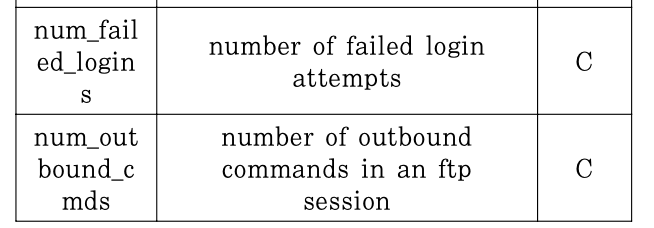 num_fail
ed_login
s
number of failed login
attempts
C
num_out
bound_c
mds
number of outbound
commands in an ftp
session
C